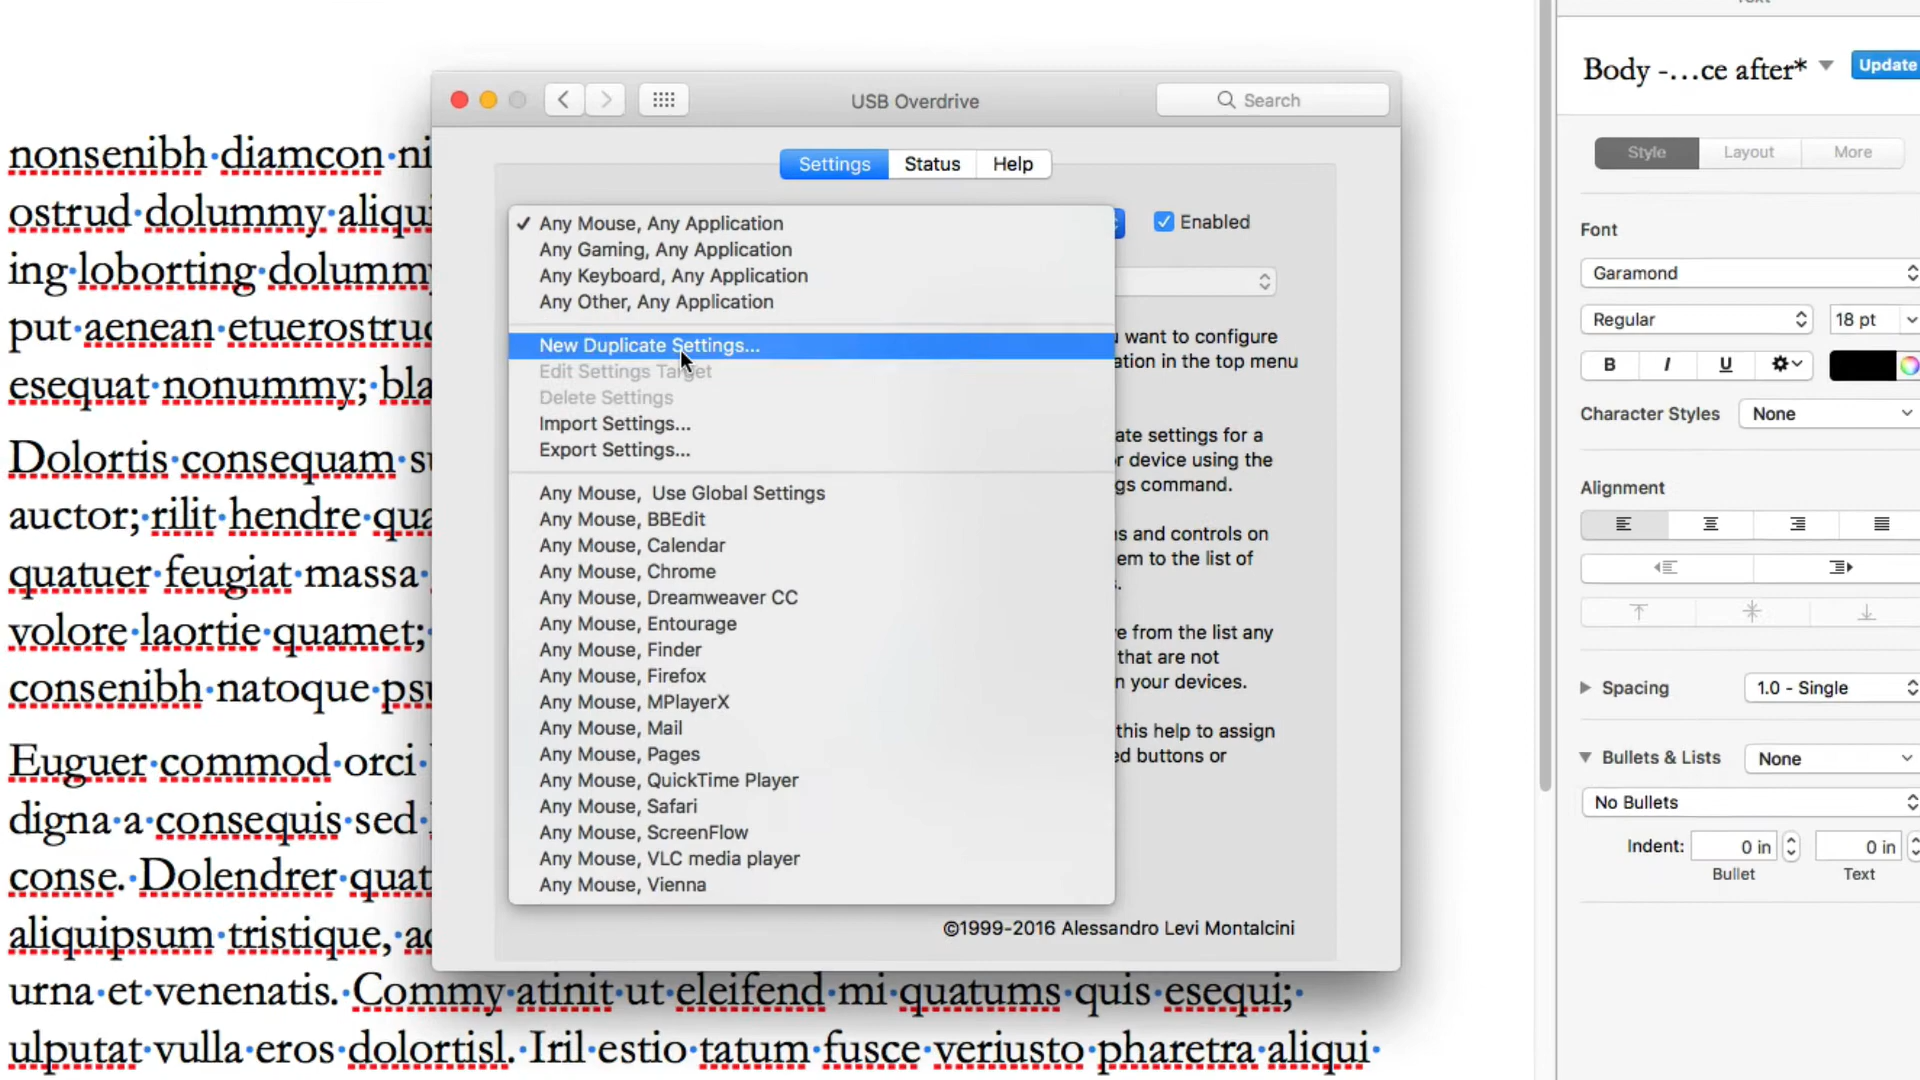 Body -...ce after*
Update
USB Overdrive
Search
Settings
Status
Help
Style
Layout
More
nonsenibh diamcon
ostrud dolummy
ing loborting
put aenean
esequat nonummy;
Dolortis consequam
auctor; rilit hendre
quatuer feugiat massa
volore laortie quamet;
consenibh natoque
Euguer commod orci
digna a consequis sed
conse. Dolendrer
aliquipsum tristique,
urna et venenatis. Commy atinit ut eleifend mi quatums quis esequi;
ulputat vulla eros dolortisl. Iril estio tatum fusce veriusto pharetra aliqui
✓ Any Mouse, Any Application
Any Gaming, Any Application
Any Keyboard, Any Application
Any Other, Any Application
New Duplicate Settings...
Edit Settings Target
Delete Settings
Import Settings...
Export Settings...
Any Mouse, Use Global Settings
Any Mouse, BBEdit
Any Mouse, Calendar
Any Mouse, Chrome
Any Mouse, Dreamweaver CC
Any Mouse, Entourage
Any Mouse, Finder
Any Mouse, Firefox
Any Mouse, MPlayerX
Any Mouse, Mail
Any Mouse, Pages
Any Mouse, QuickTime Player
Any Mouse, Safari
Any Mouse, ScreenFlow
Any Mouse, VLC media player
Any Mouse, Vienna
Enabled
want to configure
ation in the top menu
ate settings for a
device using the
gs command.
s and controls on
em to the list of
e from the list any
that are not
n your devices.
this help to assign
ed buttons or
©1999-2016 Alessandro Levi Montalcini
Font
Garamond
Regular
18 pt
B I U
Character Styles
None
Alignment
Spacing
1.0 - Single
Bullets & Lists
None
No Bullets
Indent:
0 in
0 in
Bullet
Text